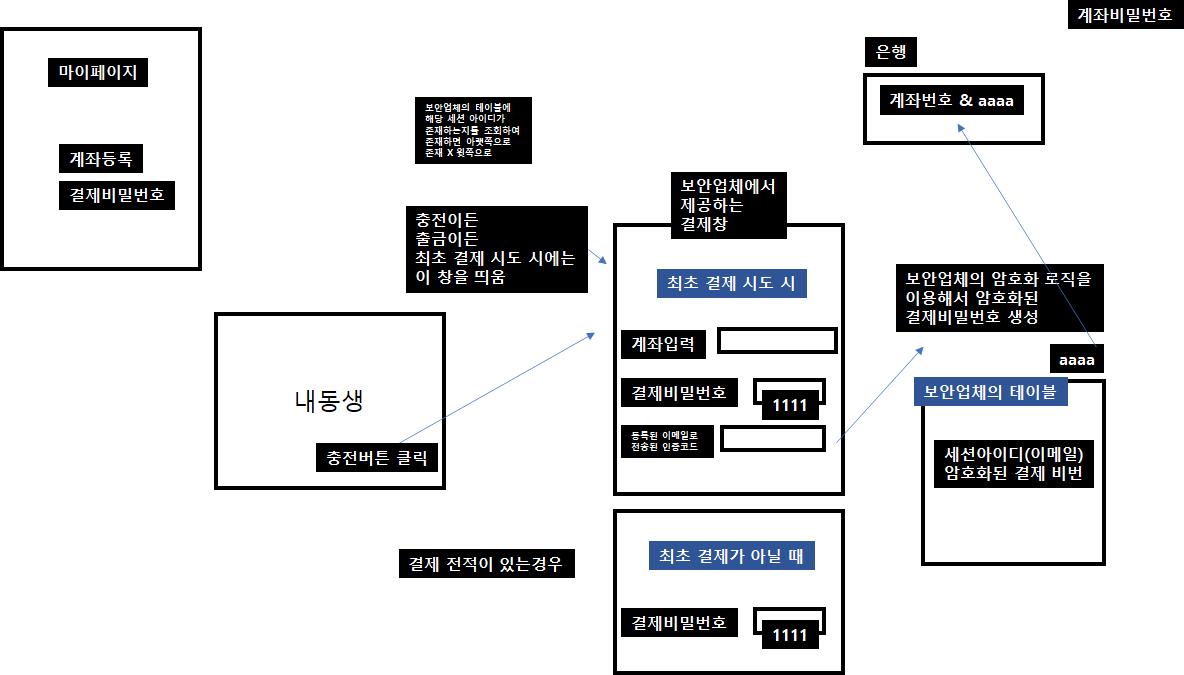 계좌비밀번호
은행
계좌번호 & aaaa
마이페이지
계좌등록
결제비밀번호
보안업체의 테이블에
해당 세션 아이디가
존재하는지를 조회하여
존재하면 아랫쪽으로
존재 X 윗쪽으로
충전이든
출금이든
최초 결제 시도 시에는
이 창을 띄움
보안업체에서
제공하는
결제창
최초 결제 시도 시
계좌입력
결제비밀번호
1111
등록된 이메일로
전송된 인증코드
보안업체의 암호화 로직을
이용해서 암호화된
결제비밀번호 생성
aaaa
보안업체의 테이블
세션아이디(이메일)
암호화된 결제 비번
내동생
충전버튼 클릭
결제 전적이 있는경우
최초 결제가 아닐 때
결제비밀번호
1111